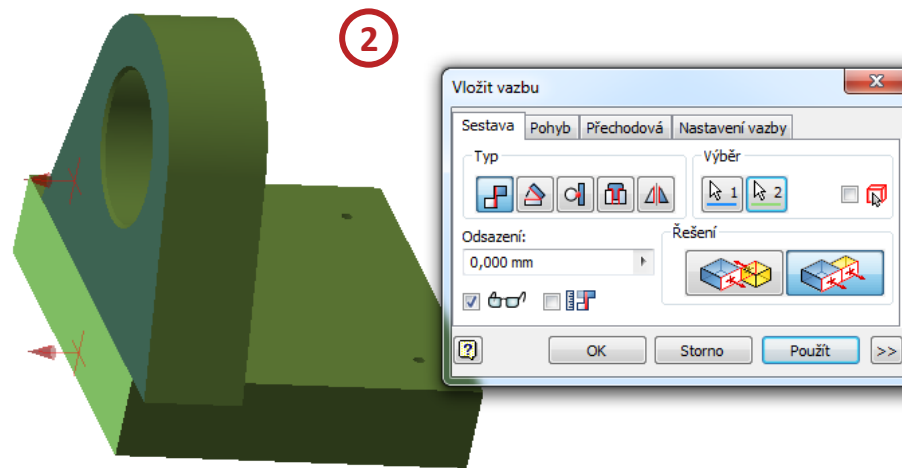 2
Vložit vazbu
Sestava Pohyb Přechodová Nastavení vazby
Typ
Výběr
1 2
Odsazení:
Řešení
0,000 mm
OK Storno Použít >>